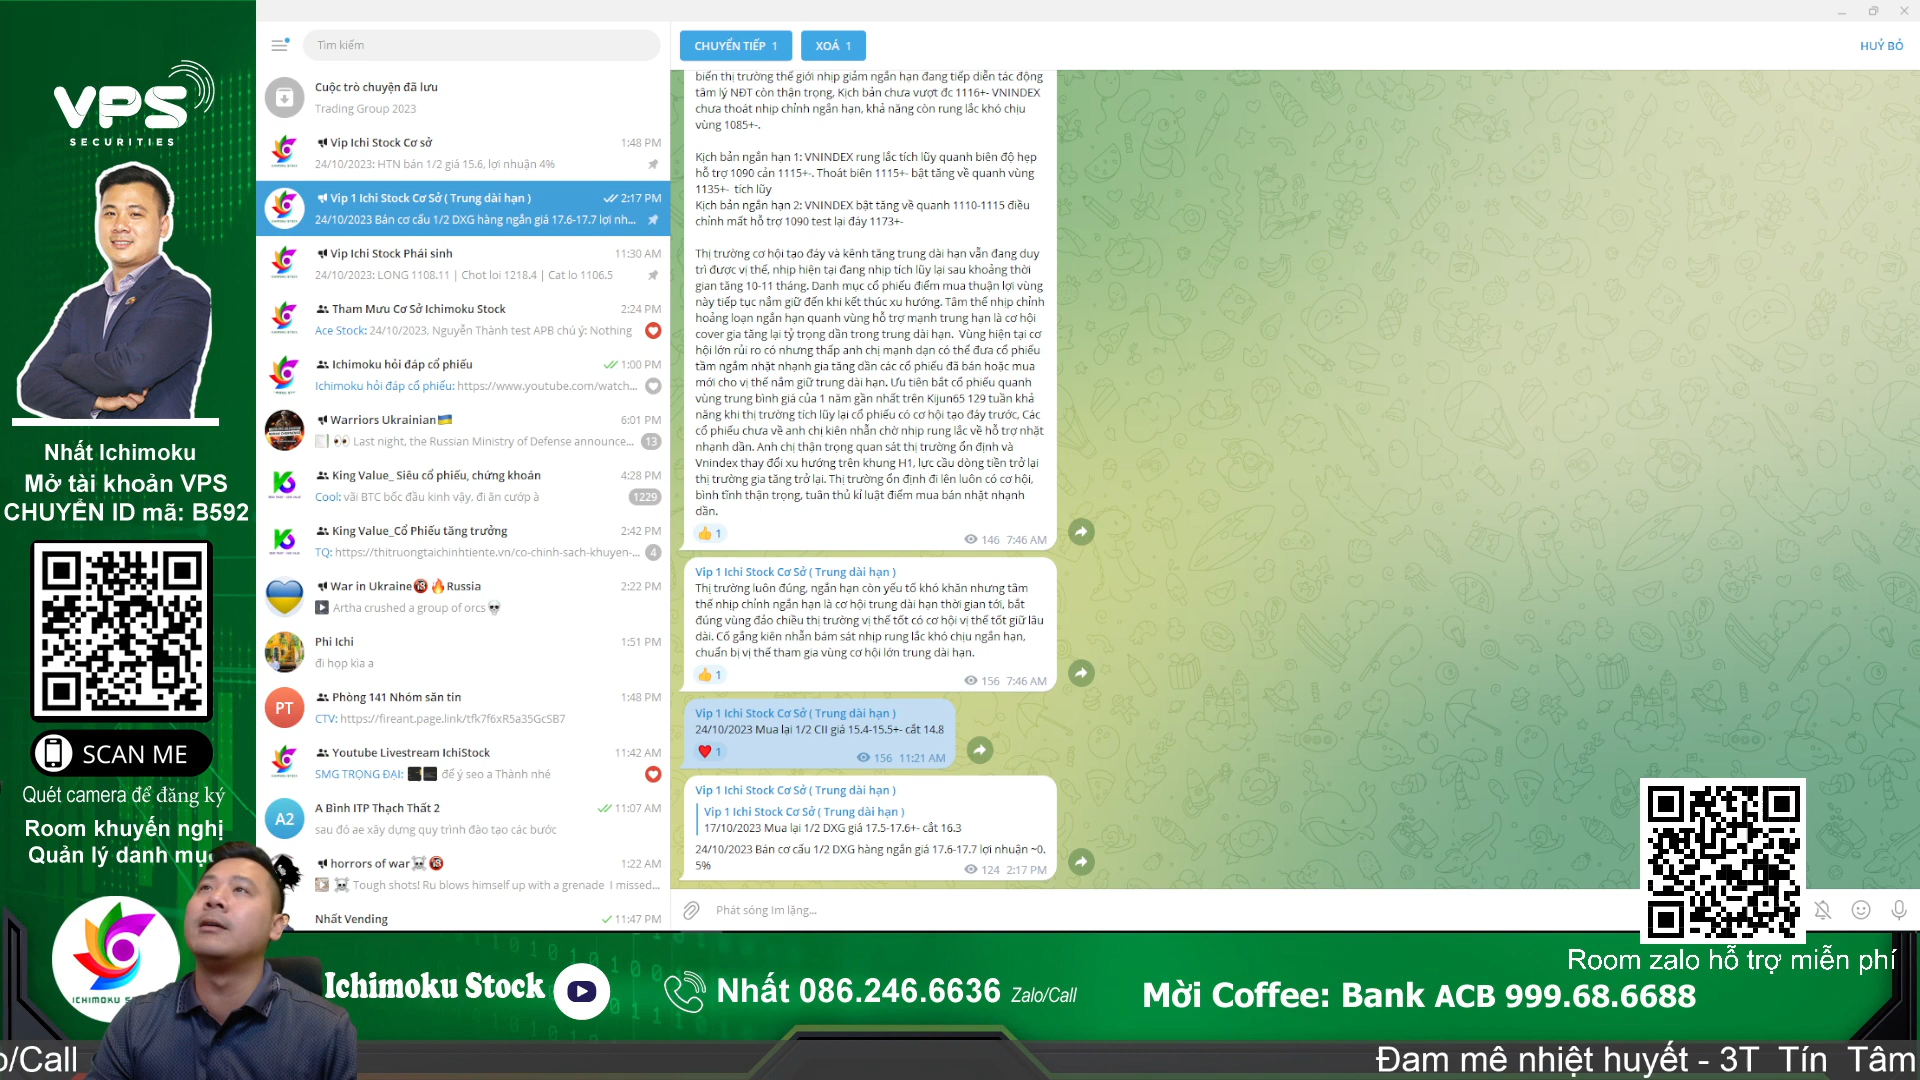 VPS
SECURITIES
Nhất Ichimoku
Mở tài khoản VPS
CHUYỂN ID mã: B592
SCAN ME
Quét camera để đăng ký
Room khuyến nghị
Quản lý danh mục
Tìm kiếm
Cuộc trò chuyện đã lưu
Trading Group 2023
Vip Ichi Stock Cơ sở 1:48 PM
24/10/2023: HTN bán 1/2 giá 15.6, lợi nhuận 4%
Vip 1 Ichi Stock Cơ Sở ( Trung dài hạn ) 2:17 PM
24/10/2023 Bán cơ cấu 1/2 DXG hàng ngắn giá 17.6-17.7 lợi nh...
Vip Ichi Stock Phái sinh 11:30 AM
24/10/2023: LONG 1108.11 | Chot loi 1218.4 | Cat lo 1106.5
Tham Mưu Cơ Sở Ichimoku Stock 2:24 PM
Ace Stock: 24/10/2023, Nguyễn Thành test APB chú ý: Nothing
Ichimoku hỏi đáp cổ phiếu 1:00 PM
Ichimoku hỏi đáp cổ phiếu: https://www.youtube.com/watch...
Warriors Ukrainian🇺🇦 6:01 PM
👀 Last night, the Russian Ministry of Defense announce... 13
King Value_ Siêu cổ phiếu, chứng khoán 4:28 PM
Cool: vãi BTC bốc đầu kinh vậy, đi ăn cướp à 1229
King Value_Cổ Phiếu tăng trưởng 2:42 PM
TQ: https://thitruongtaichinhtiente.vn/co-chinh-sach-khuyen-... 4
War in Ukraine🔞🔥Russia 2:22 PM
Artha crushed a group of orcs💀
Phi Ichi 1:51 PM
đi họp kìa a
PT
Phòng 141 Nhóm săn tin 1:48 PM
CTV: https://fireant.page.link/tfk7f6xR5a35GcSB7
Youtube Livestream IchiStock 11:42 AM
SMG TRỌNG ĐẠI: để ý seo a Thành nhé
A2
A Bình ITP Thạch Thất 2 11:07 AM
sau đó ae xây dựng quy trình đào tạo các bước
horrors of war☠️🔞 1:22 AM
☠️ Tough shots! Ru blows himself up with a grenade I missed...
Nhất Vending 11:47 PM
CHUYỂN TIẾP 1
XOÁ 1
HUỶ BỎ
biến thị trường thế giới nhịp giảm ngắn hạn đang tiếp diễn tác động
tâm lý NĐT còn thận trọng, Kịch bản chưa vượt đc 1116+- VNINDEX
chưa thoát nhịp chỉnh ngắn hạn, khả năng còn rung lắc khó chịu
vùng 1085+-.
Kịch bản ngắn hạn 1: VNINDEX rung lắc tích lũy quanh biên độ hẹp
hỗ trợ 1090 cản 1115+-. Thoát biên 1115+- bật tăng về quanh vùng
1135+- tích lũy
Kịch bản ngắn hạn 2: VNINDEX bật tăng về quanh 1110-1115 điều
chỉnh mất hỗ trợ 1090 test lại đáy 1173+-
Thị trường cơ hội tạo đáy và kênh tăng trung dài hạn vẫn đang duy
trì được vị thế, nhịp hiện tại đang nhịp tích lũy lại sau khoảng thời
gian tăng 10-11 tháng. Danh mục cổ phiếu điểm mua thuận lợi vùng
này tiếp tục nắm giữ đến khi kết thúc xu hướng. Tâm thế nhịp chỉnh
hoảng loạn ngắn hạn quanh vùng hỗ trợ mạnh trung hạn là cơ hội
cover gia tăng lại tỷ trọng dần trong trung dài hạn. Vùng hiện tại cơ
hội lớn rủi ro có nhưng thấp anh chị mạnh dạn có thể đưa cổ phiếu
tầm ngắm nhặt nhạnh gia tăng dần các cổ phiếu đã bán hoặc mua
mới cho vị thế nắm giữ trung dài hạn. Ưu tiên bắt cổ phiếu quanh
vùng trung bình giá của 1 năm gần nhất trên Kijun65 129 tuần khả
năng khi thị trường tích lũy lại cổ phiếu có cơ hội tạo đáy trước, Các
cổ phiếu chưa về anh chị kiên nhẫn chờ nhịp rung lắc về hỗ trợ nhặt
nhạnh dần. Anh chị thận trọng quan sát thị trường ổn định và
Vnindex thay đổi xu hướng trên khung H1, lực cầu dòng tiền trở lại
thị trường gia tăng trở lại. Thị trường ổn định đi lên luôn có cơ hội,
bình tĩnh thận trọng, tuân thủ kỉ luật điểm mua bán nhặt nhạnh
dần.
👍 1 146 7:46 AM
Vip 1 Ichi Stock Cơ Sở ( Trung dài hạn )
Thị trường luôn đúng, ngắn hạn còn yếu tố khó khăn nhưng tâm
thế nhịp chỉnh ngắn hạn là cơ hội trung dài hạn thời gian tới, bắt
đúng vùng đảo chiều thị trường vị thế tốt có cơ hội vị thế tốt giữ lâu
dài. Cố gắng kiên nhẫn bám sát nhịp rung lắc khó chịu ngắn hạn,
chuẩn bị vị thế tham gia vùng cơ hội lớn trung dài hạn.
👍 1 156 7:46 AM
Vip 1 Ichi Stock Cơ Sở ( Trung dài hạn )
24/10/2023 Mua lại 1/2 CII giá 15.4-15.5+- cắt 14.8
❤️ 1 156 11:21 AM
Vip 1 Ichi Stock Cơ Sở ( Trung dài hạn )
Vip 1 Ichi Stock Cơ Sở ( Trung dài hạn )
17/10/2023 Mua lại 1/2 DXG giá 17.5-17.6+- cắt 16.3
24/10/2023 Bán cơ cấu 1/2 DXG hàng ngắn giá 17.6-17.7 lợi nhuận ~0.
5%
124 2:17 PM
Phát sóng Im lặng...
Room zalo hỗ trợ miễn phí
Ichimoku Stock
Nhất 086.246.6636 Zalo/Call
Mời Coffee: Bank ACB 999.68.6688
o/Call
Đam mê nhiệt huyết - 3T Tín Tâm